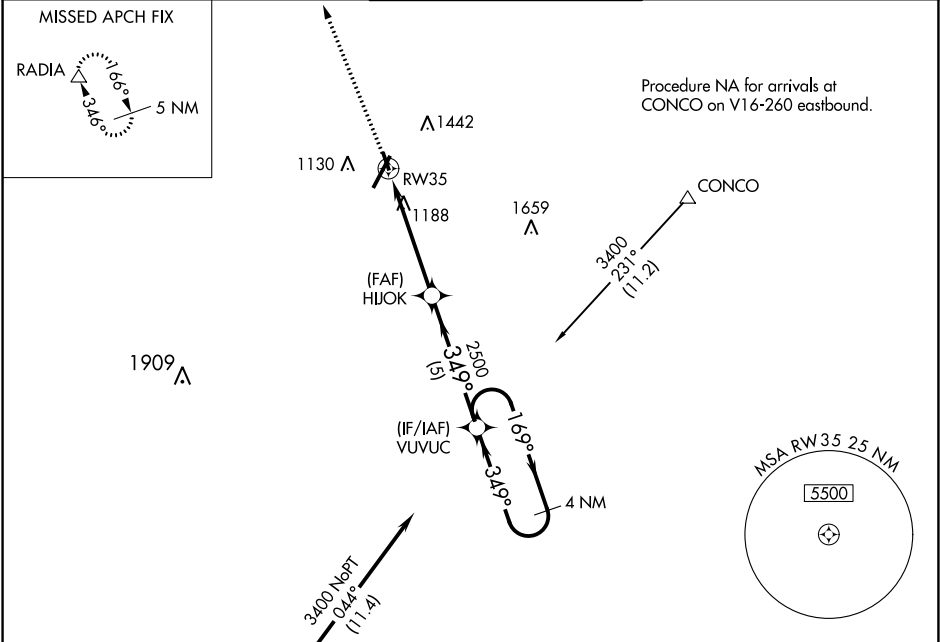 MISSED APCH FIX
RADIA
166°
346°
5 NM
Procedure NA for arrivals at
CONCO on V16-260 eastbound.
1442
1130
RW35
1188
CONCO
1659
3400
231°
(11.2)
(FAF)
HIJOK
2500
349°
(5)
1909
(IF/IAF)
VUVUC
169°
349°
4 NM
MSA RW35 25 NM
5500
3400 NoPT
044°
(11.4)